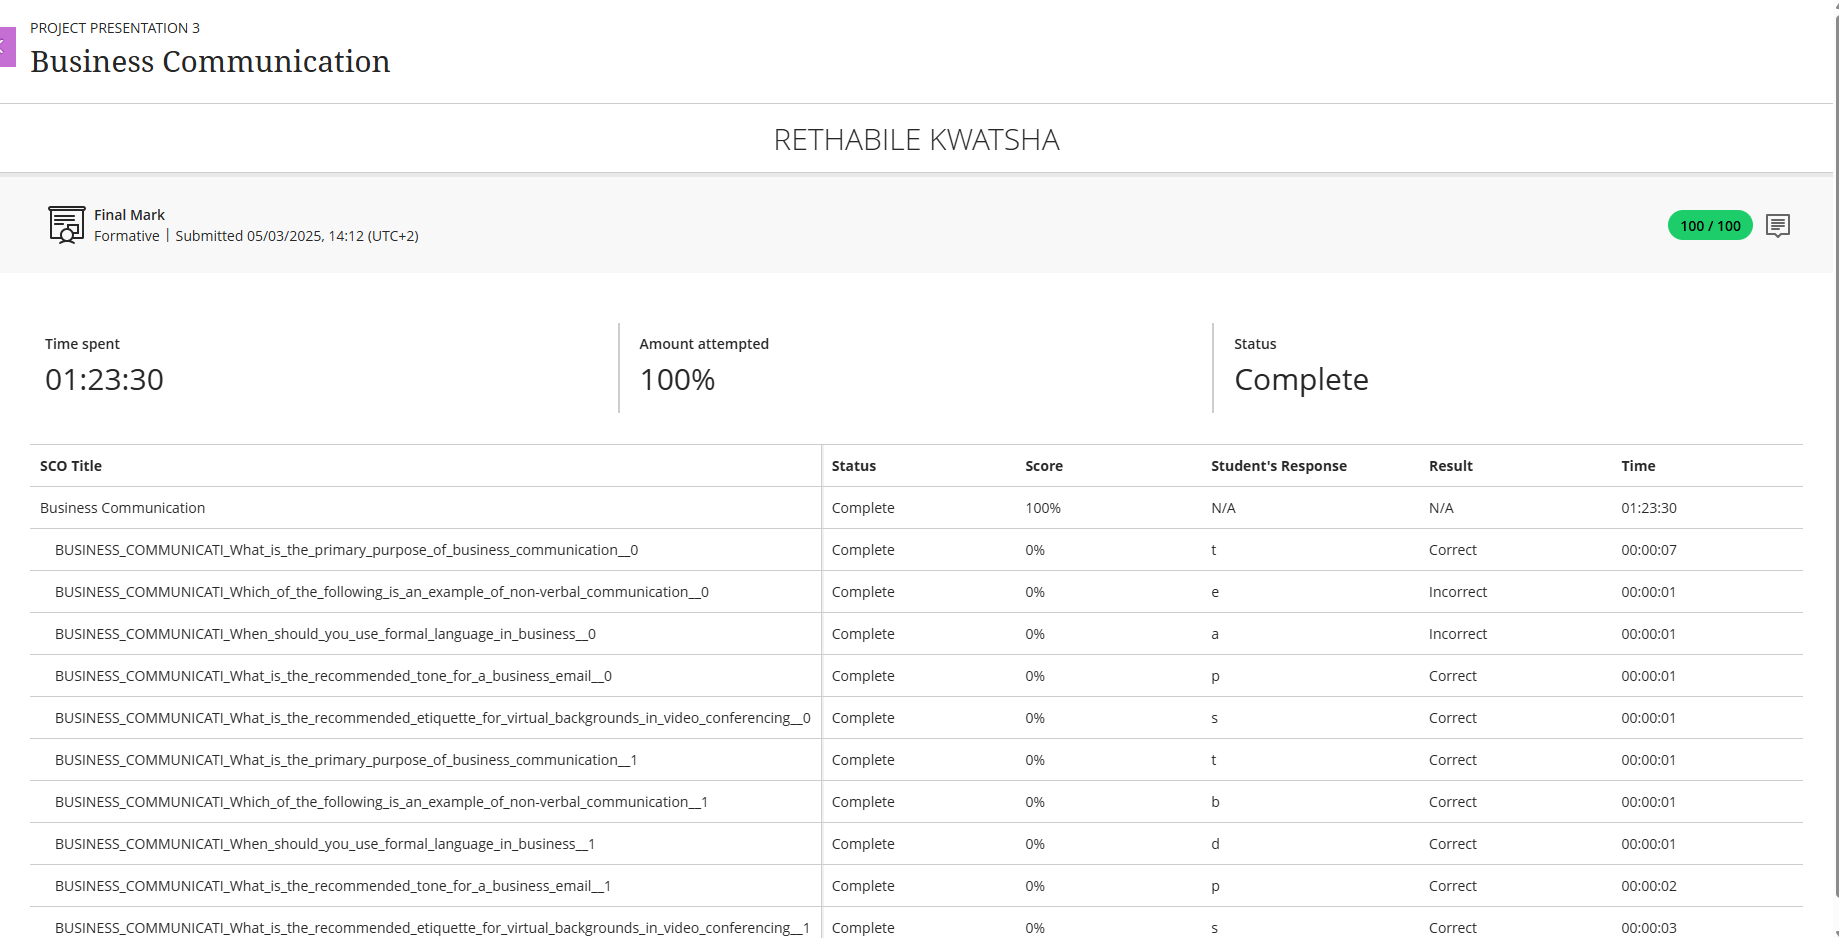 PROJECT PRESENTATION 3
Business Communication
RETHABILE KWATSHA
Final Mark
Formative | Submitted 05/03/2025, 14:12 (UTC+2)
100 / 100
Time spent
01:23:30
Amount attempted
100%
Status
Complete
SCO Title Status Score Student's Response Result Time
Business Communication Complete 100% N/A N/A 01:23:30
BUSINESS_COMMUNICATI_What_is_the_primary_purpose_of_business_communication__0 Complete 0% t Correct 00:00:07
BUSINESS_COMMUNICATI_Which_of_the_following_is_an_example_of_non-verbal_communication__0 Complete 0% e Incorrect 00:00:01
BUSINESS_COMMUNICATI_When_should_you_use_formal_language_in_business__0 Complete 0% a Incorrect 00:00:01
BUSINESS_COMMUNICATI_What_is_the_recommended_tone_for_a_business_email__0 Complete 0% p Correct 00:00:01
BUSINESS_COMMUNICATI_What_is_the_recommended_etiquette_for_virtual_backgrounds_in_video_conferencing__0 Complete 0% s Correct 00:00:01
BUSINESS_COMMUNICATI_What_is_the_primary_purpose_of_business_communication__1 Complete 0% t Correct 00:00:01
BUSINESS_COMMUNICATI_Which_of_the_following_is_an_example_of_non-verbal_communication__1 Complete 0% b Correct 00:00:01
BUSINESS_COMMUNICATI_When_should_you_use_formal_language_in_business__1 Complete 0% d Correct 00:00:01
BUSINESS_COMMUNICATI_What_is_the_recommended_tone_for_a_business_email__1 Complete 0% p Correct 00:00:02
BUSINESS_COMMUNICATI_What_is_the_recommended_etiquette_for_virtual_backgrounds_in_video_conferencing__1 Complete 0% s Correct 00:00:03